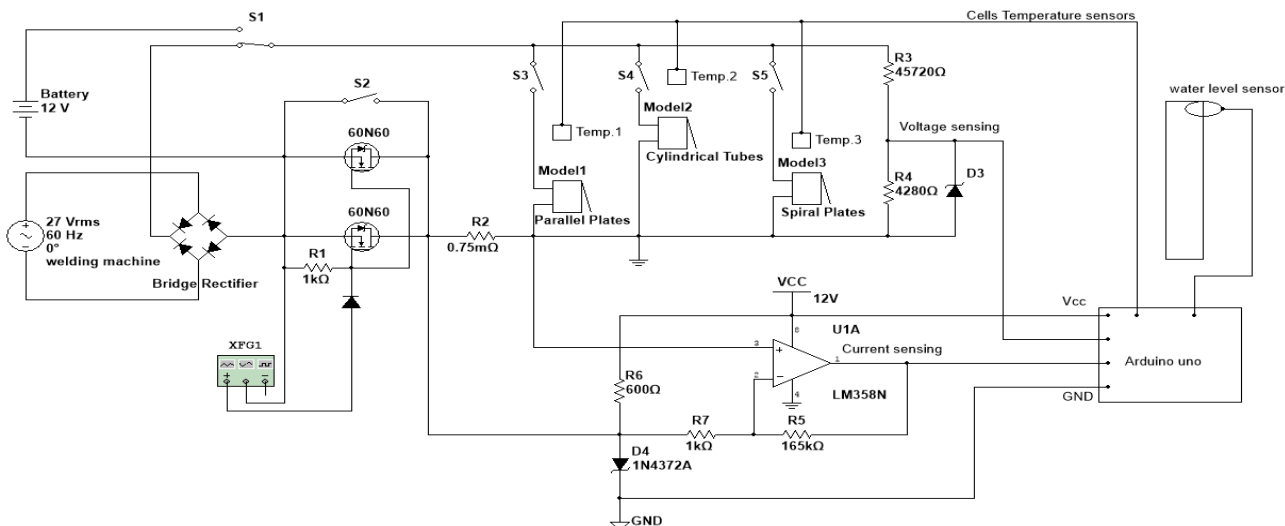 S1
Cells Temperature sensors
Battery
12 V
S2
60N60
60N60
27 Vrms
60 Hz
0°
welding machine
Bridge Rectifier
R1
1kΩ
XFG1
R2
0.75mΩ
S3
Temp.1
Model1
Parallel Plates
S4
Temp.2
Model2
Cylindrical Tubes
S5
Temp.3
Model3
Spiral Plates
R3
45720Ω
Voltage sensing
R4
4280Ω
D3
water level sensor
VCC
12V
U1A
8
3
2
1
4
LM358N
Current sensing
R6
600Ω
R7
1kΩ
R5
165kΩ
D4
1N4372A
GND
Vcc
Arduino uno
GND